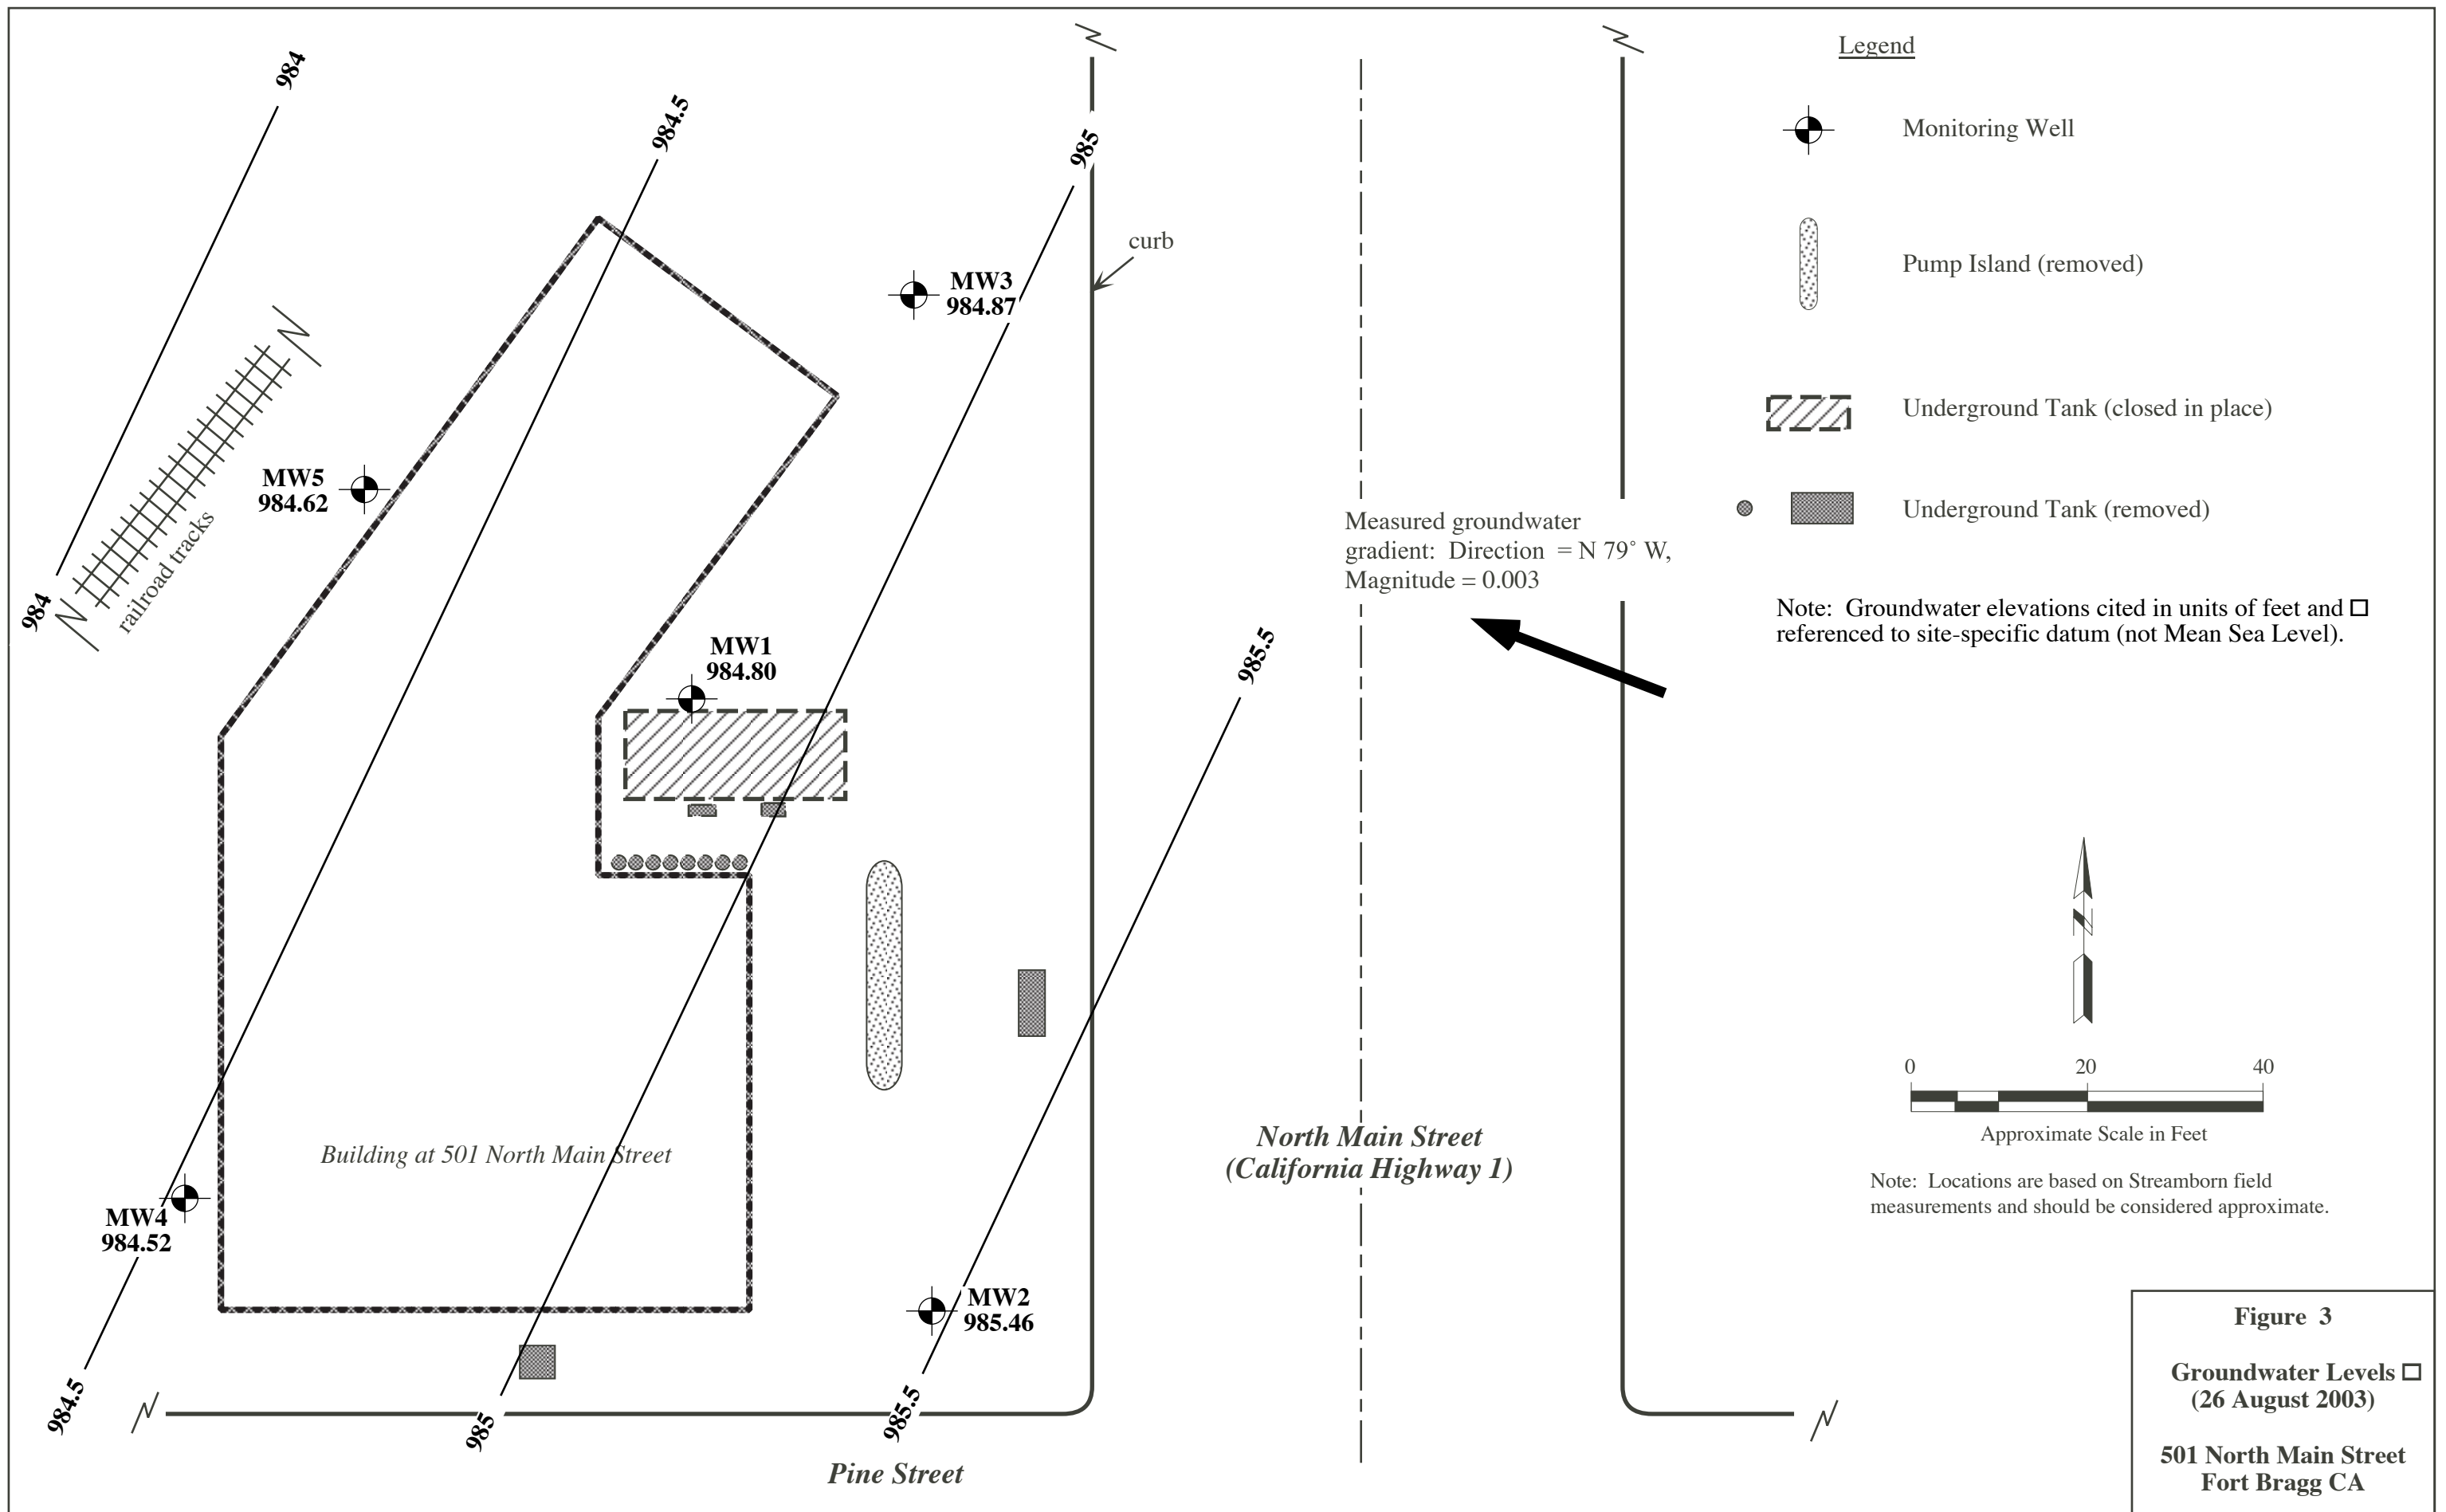 984
984.5
985
curb
MW3
984.87
MW5
984.62
railroad tracks
984
MW1
984.80
985.5
Measured groundwater
gradient:  Direction  = N 79° W,
Magnitude = 0.003
Building at 501 North Main Street
MW4
984.52
MW2
985.46
984.5
985
985.5
North Main Street
(California Highway 1)
Pine Street
Legend
Monitoring Well
Pump Island (removed)
Underground Tank (closed in place)
Underground Tank (removed)
Note:  Groundwater elevations cited in units of feet and □
referenced to site-specific datum (not Mean Sea Level).
N
0 20 40
Approximate Scale in Feet
Note:  Locations are based on Streamborn field
measurements and should be considered approximate.
Figure  3
Groundwater Levels □
(26 August 2003)
501 North Main Street
Fort Bragg CA